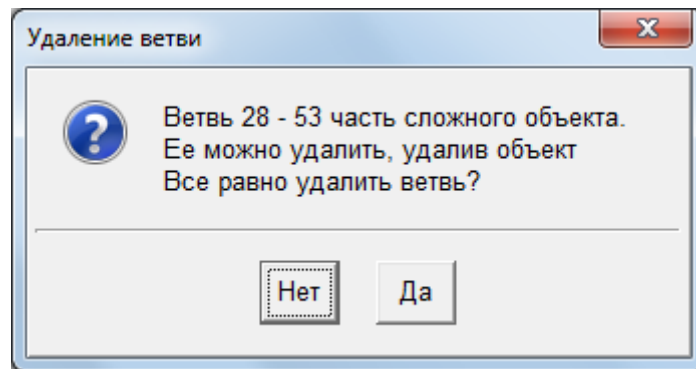 Удаление ветви
Ветвь 28 - 53 часть сложного объекта.
Ее можно удалить, удалив объект
Все равно удалить ветвь?
Нет
Да